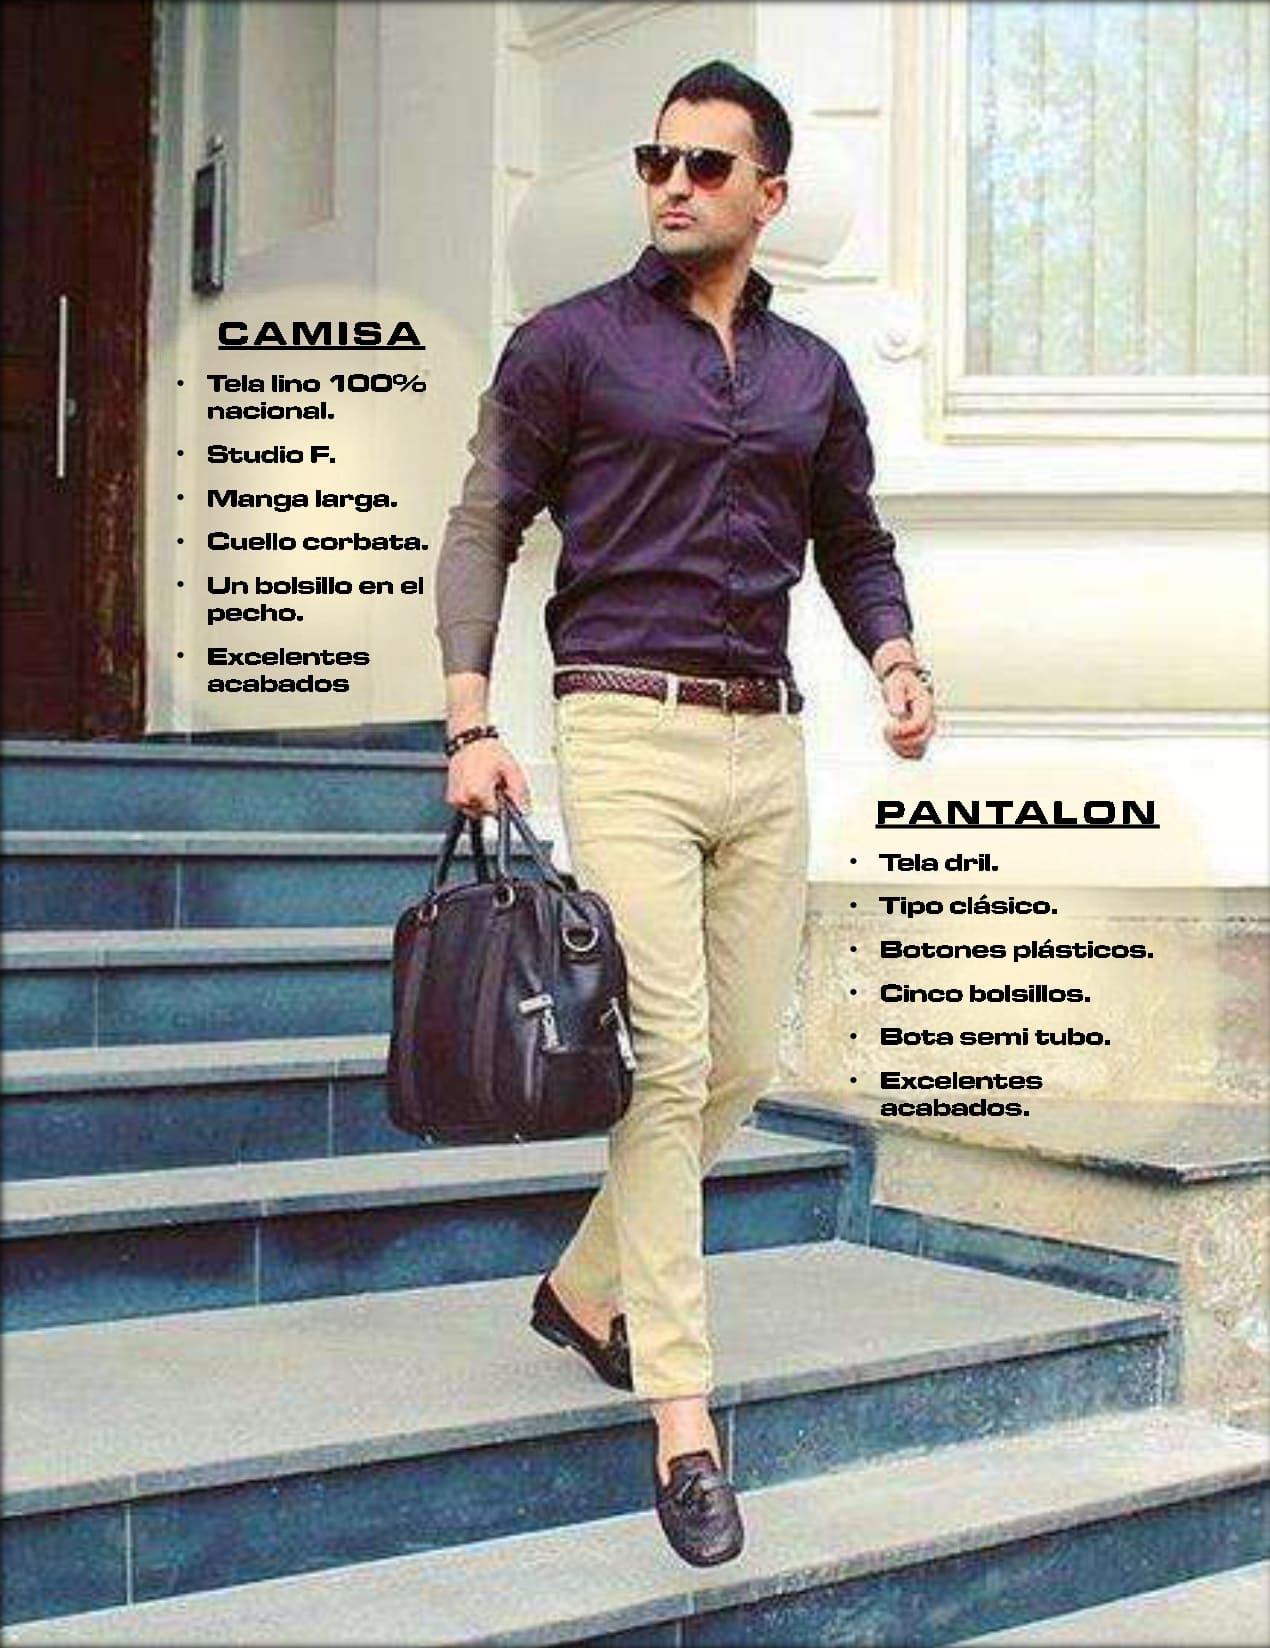 CAMISA
• Tela lino 100%
nacional.
• Studio F.
• Manga larga.
• Cuello corbata.
• Un bolsillo en el
pecho.
• Excelentes
acabados
PANTALON
• Tela dril.
• Tipo clásico.
• Botones plásticos.
• Cinco bolsillos.
• Bota semi tubo.
• Excelentes
acabados.